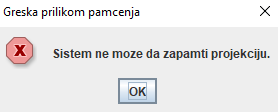 Greska prilikom pamcenja
Sistem ne moze da zapamti projekciju.
OK